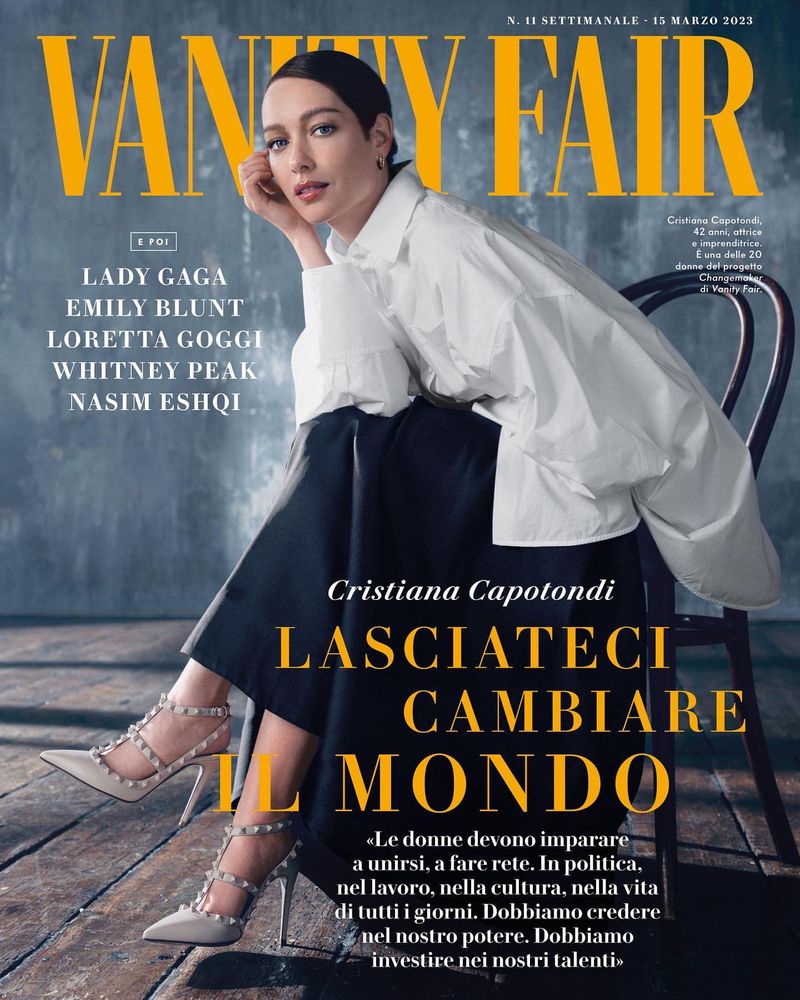 N. 11 SETTIMANALE - 15 MARZO 2023
VANITY FAIR
Cristiana Capotondi,
42 anni, attrice
e imprenditrice.
È una delle 20
donne del progetto
Changemaker
di Vanity Fair.
E POI
LADY GAGA
EMILY BLUNT
LORETTA GOGGI
WHITNEY PEAK
NASIM ESHQI
Cristiana Capotondi
LASCIATECI
CAMBIARE
IL MONDO
«Le donne devono imparare
a unirsi, a fare rete. In politica,
nel lavoro, nella cultura, nella vita
di tutti i giorni. Dobbiamo credere
nel nostro potere. Dobbiamo
investire nei nostri talenti»